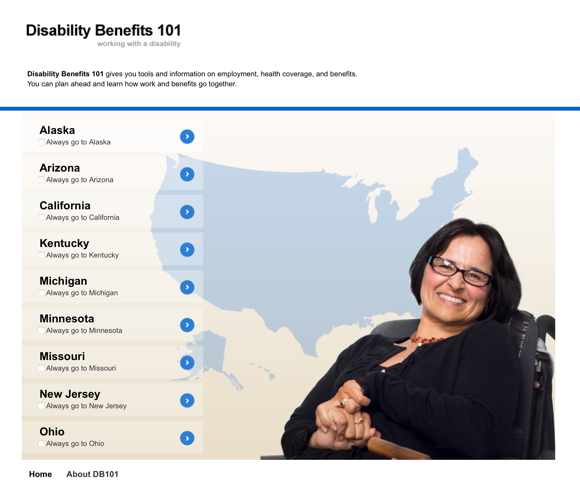 Disability Benefits 101
working with a disability
Disability Benefits 101 gives you tools and information on employment, health coverage, and benefits.
You can plan ahead and learn how work and benefits go together.
Alaska
Always go to Alaska
Arizona
Always go to Arizona
California
Always go to California
Kentucky
Always go to Kentucky
Michigan
Always go to Michigan
Minnesota
Always go to Minnesota
Missouri
Always go to Missouri
New Jersey
Always go to New Jersey
Ohio
Always go to Ohio
Home About DB101